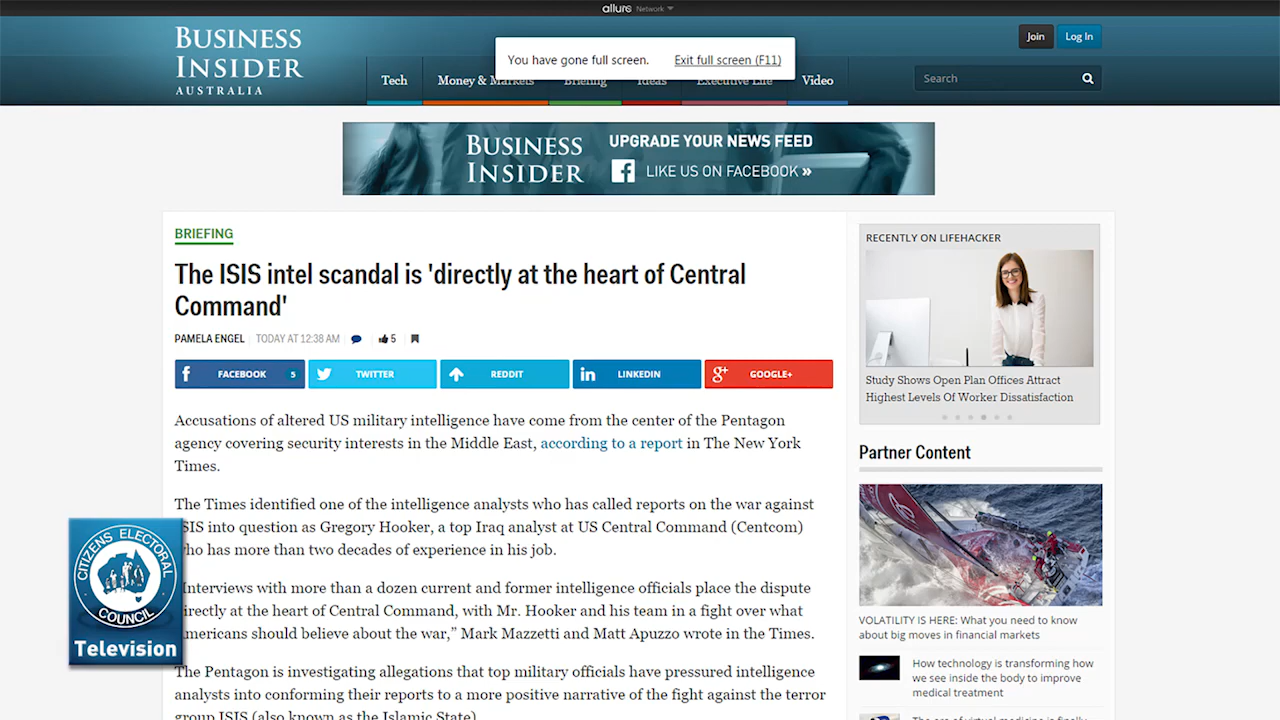 allure Network
BUSINESS
INSIDER
AUSTRALIA
Join
Log In
You have gone full screen. Exit full screen (F11)
Tech
Money & Markets
Briefing
Ideas
Executive Life
Video
Search
BUSINESS
INSIDER
UPGRADE YOUR NEWS FEED
LIKE US ON FACEBOOK »
BRIEFING
The ISIS intel scandal is 'directly at the heart of Central
Command'
PAMELA ENGEL TODAY AT 12:38 AM 5
FACEBOOK 5
TWITTER
REDDIT
LINKEDIN
GOOGLE+
Accusations of altered US military intelligence have come from the center of the Pentagon
agency covering security interests in the Middle East, according to a report in The New York
Times.
The Times identified one of the intelligence analysts who has called reports on the war against
SIS into question as Gregory Hooker, a top Iraq analyst at US Central Command (Centcom)
ho has more than two decades of experience in his job.
Interviews with more than a dozen current and former intelligence officials place the dispute
irectly at the heart of Central Command, with Mr. Hooker and his team in a fight over what
mericans should believe about the war,” Mark Mazzetti and Matt Apuzzo wrote in the Times.
The Pentagon is investigating allegations that top military officials have pressured intelligence
analysts into conforming their reports to a more positive narrative of the fight against the terror
group ISIS (also known as the Islamic State)
CITIZENS ELECTORAL
COUNCIL
Television
RECENTLY ON LIFEHACKER
Study Shows Open Plan Offices Attract
Highest Levels Of Worker Dissatisfaction
Partner Content
VOLATILITY IS HERE: What you need to know
about big moves in financial markets
How technology is transforming how
we see inside the body to improve
medical treatment